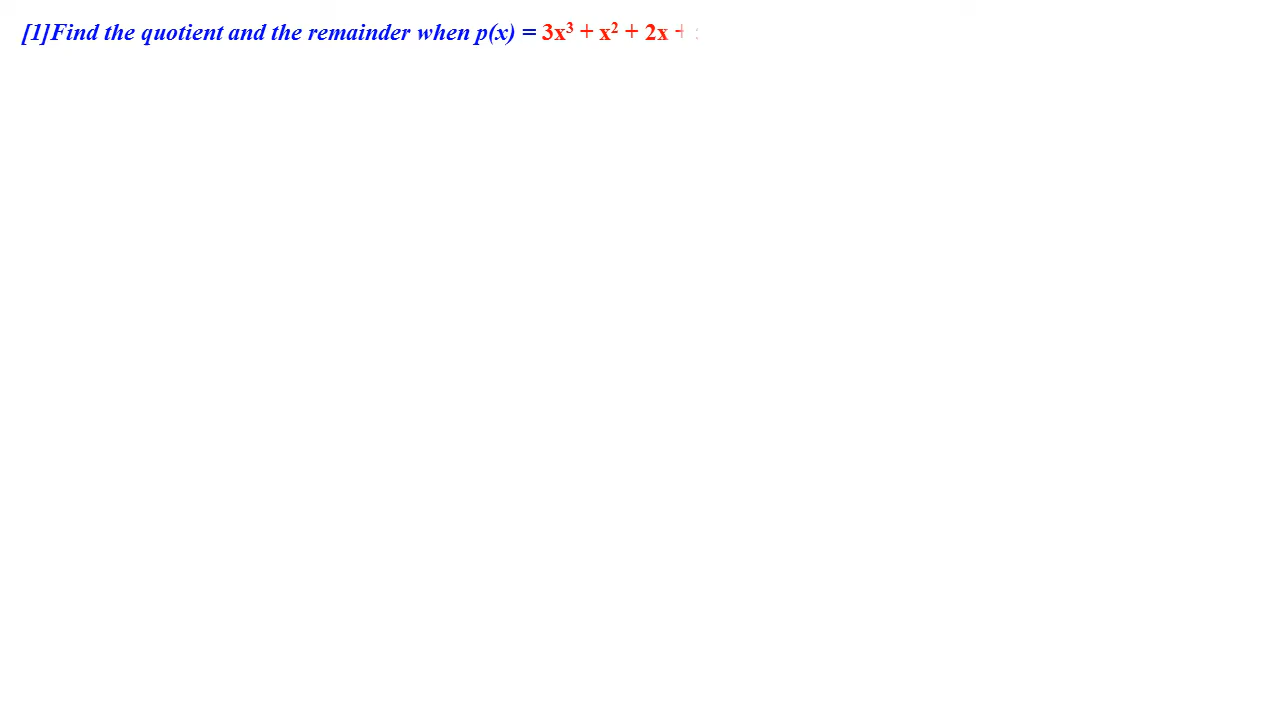 [1]Find the quotient and the remainder when p(x) = 3x³ + x² + 2x +